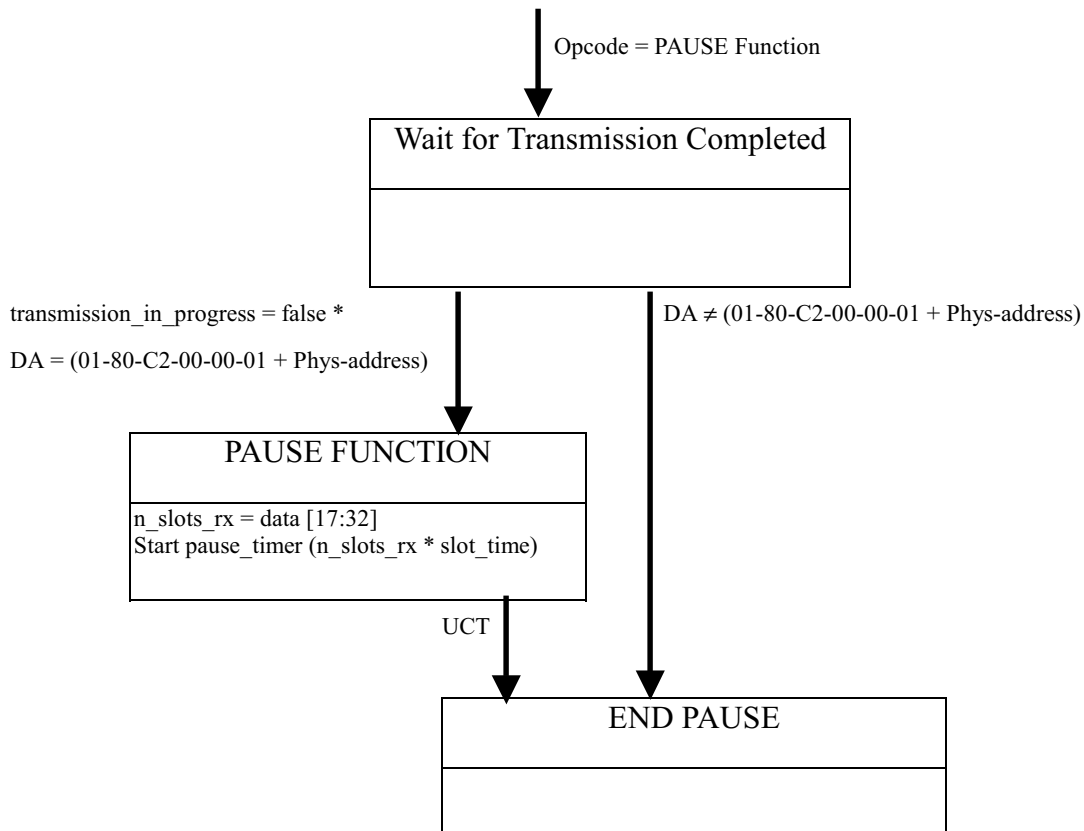 Opcode = PAUSE Function
Wait for Transmission Completed
transmission_in_progress = false *
DA = (01-80-C2-00-00-01 + Phys-address)
DA ≠ (01-80-C2-00-00-01 + Phys-address)
PAUSE FUNCTION
n_slots_rx = data [17:32]
Start pause_timer (n_slots_rx * slot_time)
UCT
END PAUSE